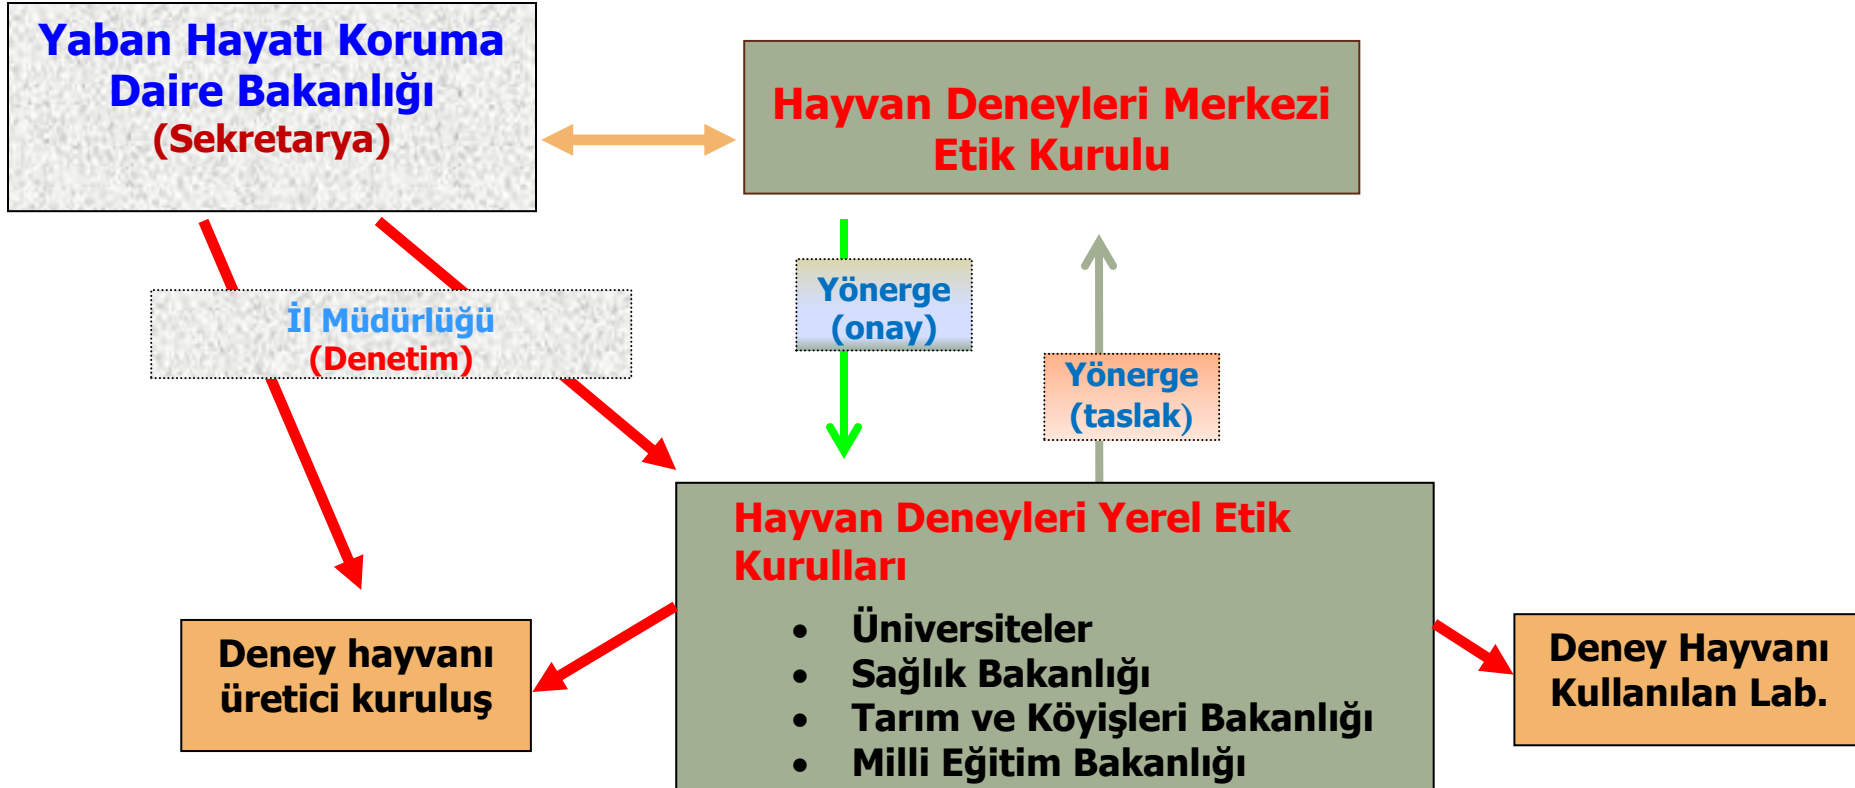 Yaban Hayatı Koruma
Daire Bakanlığı
(Sekretarya)
Hayvan Deneyleri Merkezi
Etik Kurulu
İl Müdürlüğü
(Denetim)
Yönerge
(onay)
Yönerge
(taslak)
Hayvan Deneyleri Yerel Etik
Kurulları
• Üniversiteler
• Sağlık Bakanlığı
• Tarım ve Köyişleri Bakanlığı
• Milli Eğitim Bakanlığı
Deney hayvanı
üretici kuruluş
Deney Hayvanı
Kullanılan Lab.